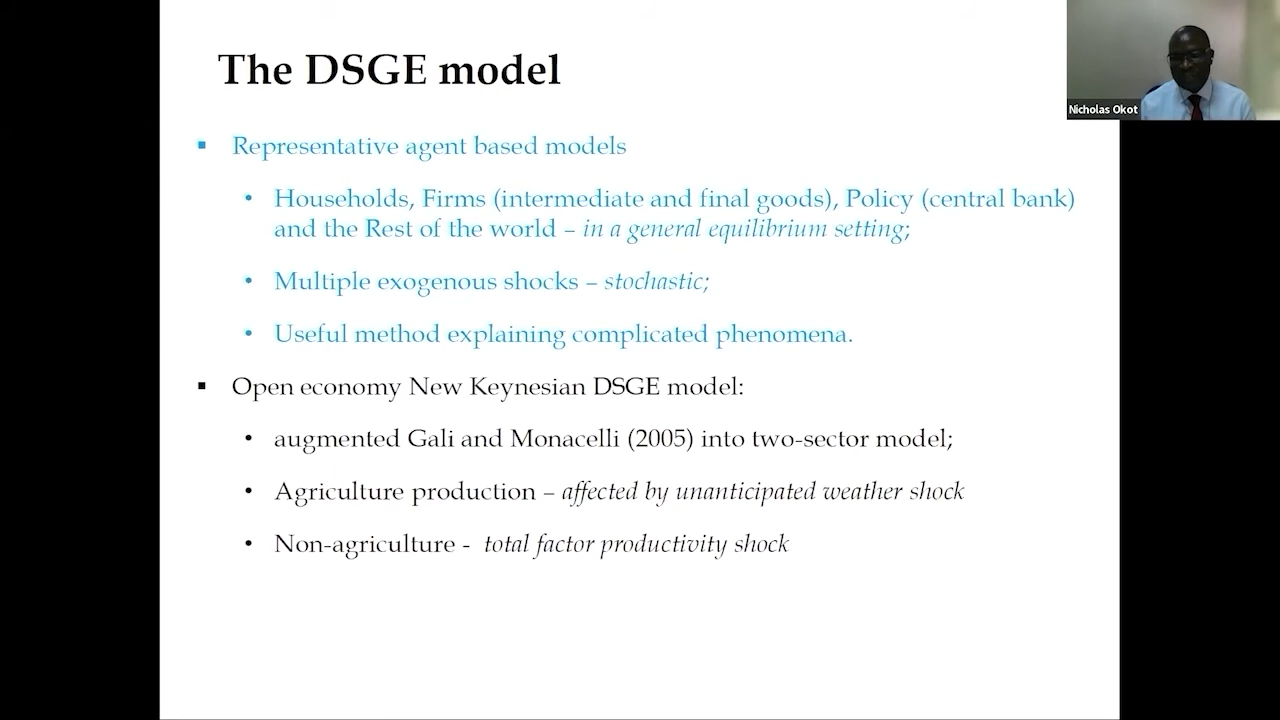 The DSGE model
Nicholas Okot
▪ Representative agent based models
• Households, Firms (intermediate and final goods), Policy (central bank)
and the Rest of the world – in a general equilibrium setting;
• Multiple exogenous shocks – stochastic;
• Useful method explaining complicated phenomena.
▪ Open economy New Keynesian DSGE model:
• augmented Gali and Monacelli (2005) into two-sector model;
• Agriculture production – affected by unanticipated weather shock
• Non-agriculture - total factor productivity shock